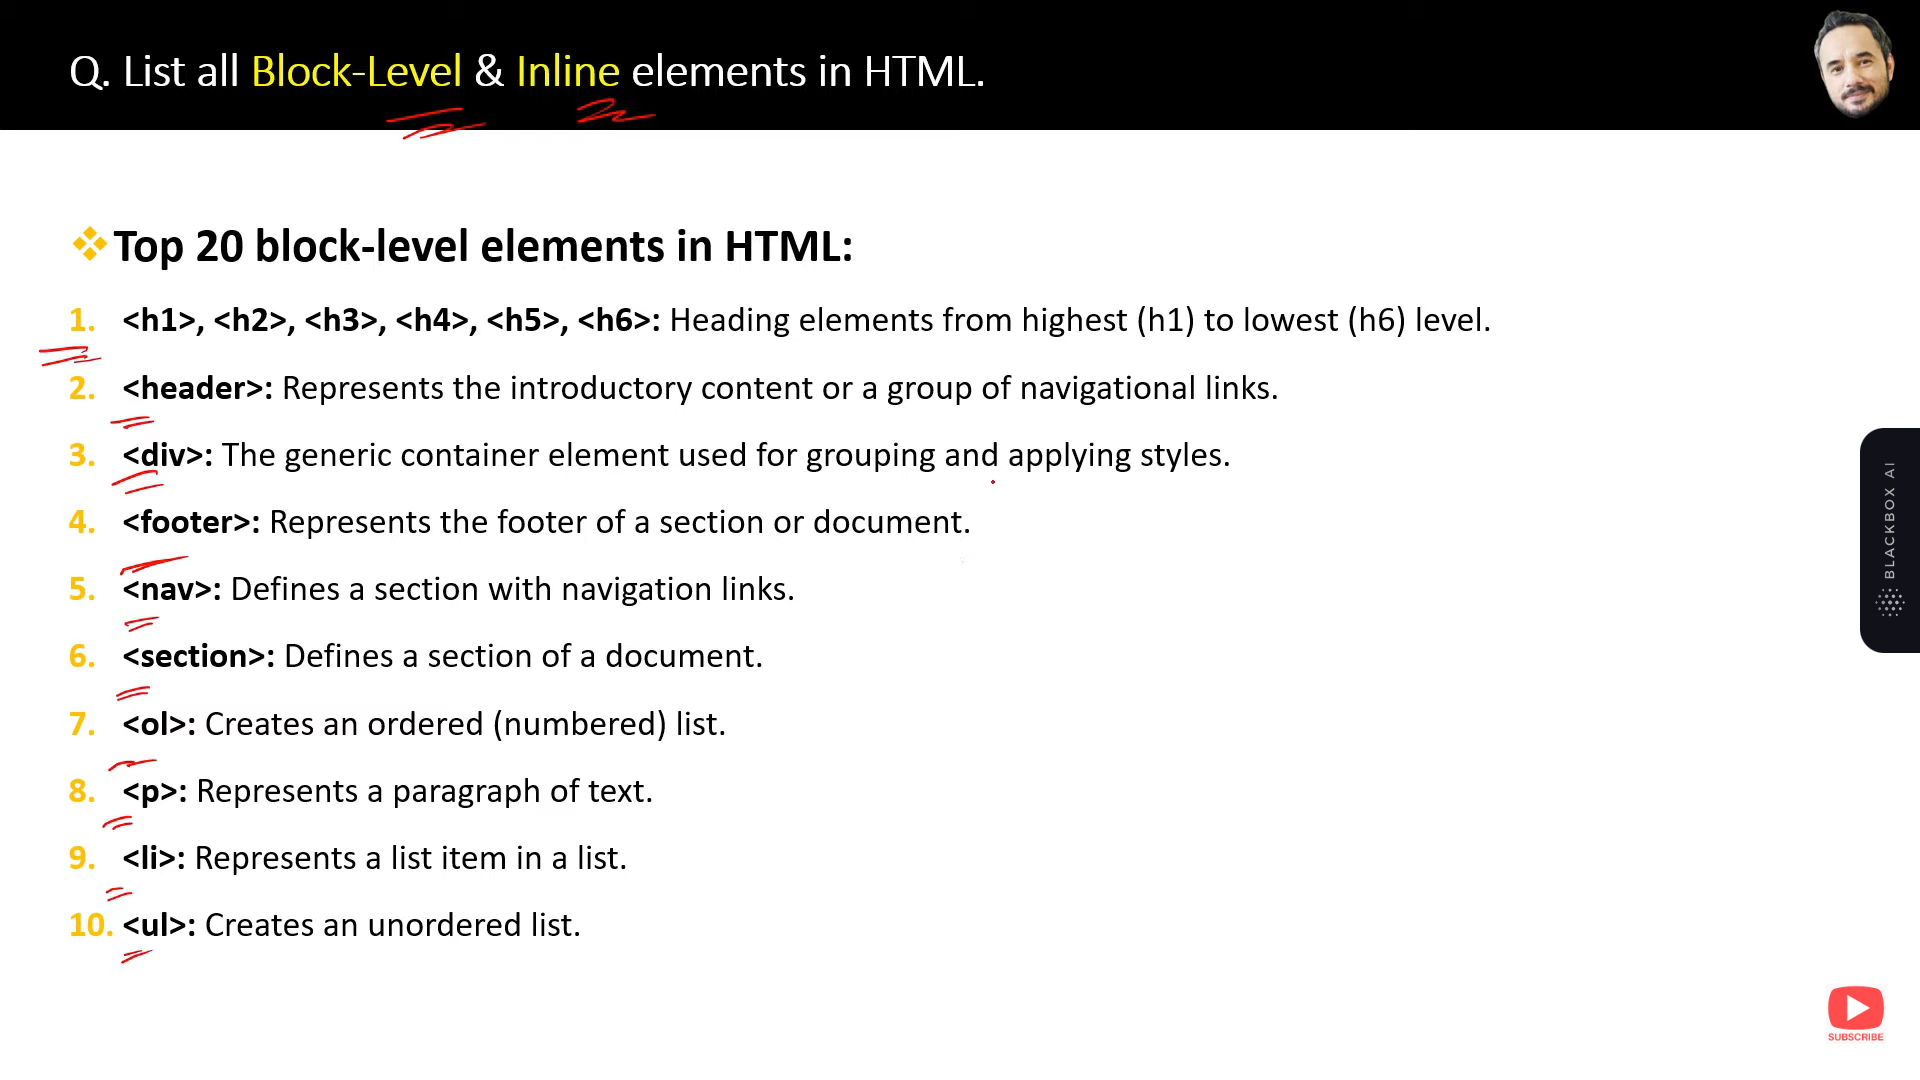 Q. List all Block-Level & Inline elements in HTML.
Top 20 block-level elements in HTML:
1. <h1>, <h2>, <h3>, <h4>, <h5>, <h6>: Heading elements from highest (h1) to lowest (h6) level.
2. <header>: Represents the introductory content or a group of navigational links.
3. <div>: The generic container element used for grouping and applying styles.
4. <footer>: Represents the footer of a section or document.
5. <nav>: Defines a section with navigation links.
6. <section>: Defines a section of a document.
7. <ol>: Creates an ordered (numbered) list.
8. <p>: Represents a paragraph of text.
9. <li>: Represents a list item in a list.
10. <ul>: Creates an unordered list.
BLACKBOX AI
SUBSCRIBE